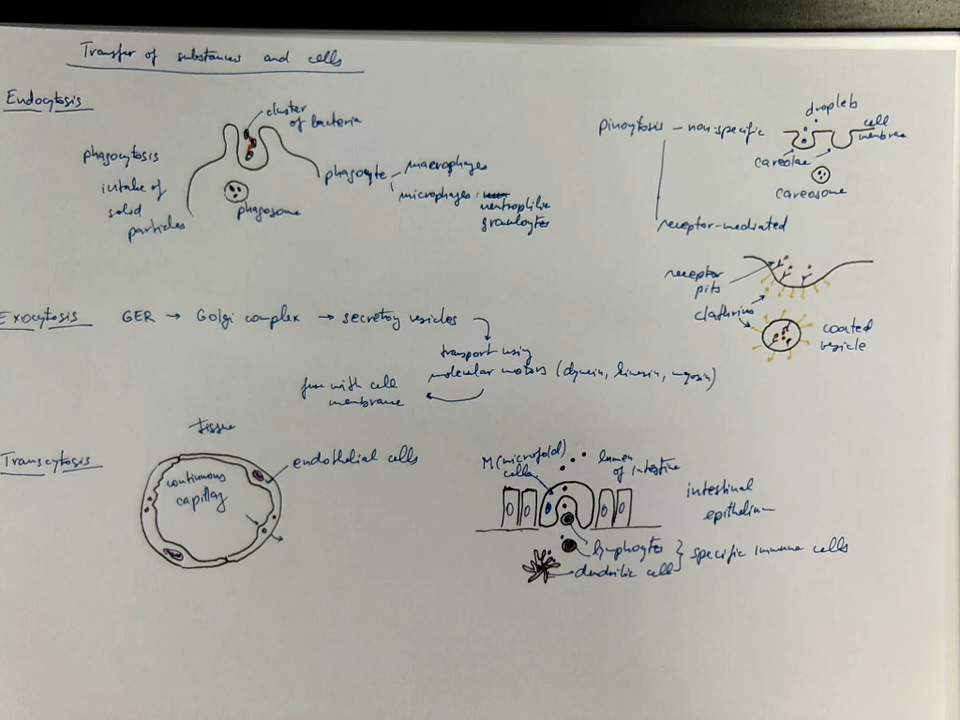 Transfer of substances and cells
Endocytosis
phagocytosis
intake of
solid
particles
cluster
of bacteria
phagosome
phagocyte
macrophages
microphages:
neutrophilic
granulocytes
pinocytosis – non-specific
droplets
cell
membrane
caveolae
caveosome
receptor-mediated
receptor
pits
clathrins
coated
vesicle
Exocytosis
GER → Golgi complex → secretory vesicles
transport using
molecular motors (dynein, kinesin, myosin)
fuse with cell
membrane
Transcytosis
tissue
continuous
capillary
endothelial cells
M (microfold)
cells
lumen
of intestine
intestinal
epithelium
lymphocytes
dendritic cell
} specific immune cells